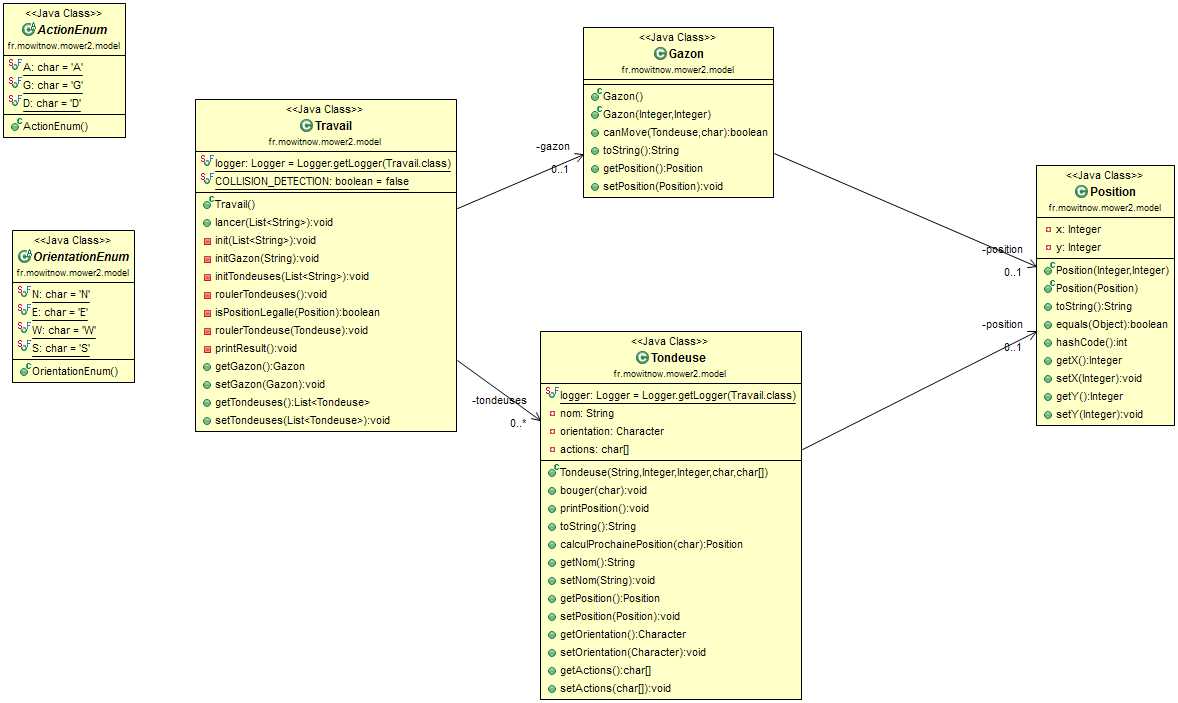 <<Java Class>>
ActionEnum
fr.mowitnow.mower2.model
A: char = 'A'
G: char = 'G'
D: char = 'D'
ActionEnum()
<<Java Class>>
OrientationEnum
fr.mowitnow.mower2.model
N: char = 'N'
E: char = 'E'
W: char = 'W'
S: char = 'S'
OrientationEnum()
<<Java Class>>
Travail
fr.mowitnow.mower2.model
logger: Logger = Logger.getLogger(Travail.class)
COLLISION_DETECTION: boolean = false
Travail()
lancer(List<String>):void
init(List<String>):void
initGazon(String):void
initTondeuses(List<String>):void
roulerTondeuses():void
isPositionLegalle(Position):boolean
roulerTondeuse(Tondeuse):void
printResult():void
getGazon():Gazon
setGazon(Gazon):void
getTondeuses():List<Tondeuse>
setTondeuses(List<Tondeuse>):void
-gazon
0..1
-tondeuses
0..*
<<Java Class>>
Gazon
fr.mowitnow.mower2.model
Gazon()
Gazon(Integer,Integer)
canMove(Tondeuse,char):boolean
toString():String
getPosition():Position
setPosition(Position):void
<<Java Class>>
Tondeuse
fr.mowitnow.mower2.model
logger: Logger = Logger.getLogger(Travail.class)
nom: String
orientation: Character
actions: char[]
Tondeuse(String,Integer,Integer,char,char[])
bouger(char):void
printPosition():void
toString():String
calculProchainePosition(char):Position
getNom():String
setNom(String):void
getPosition():Position
setPosition(Position):void
getOrientation():Character
setOrientation(Character):void
getActions():char[]
setActions(char[]):void
-position
0..1
-position
0..1
<<Java Class>>
Position
fr.mowitnow.mower2.model
x: Integer
y: Integer
Position(Integer,Integer)
Position(Position)
toString():String
equals(Object):boolean
hashCode():int
getX():Integer
setX(Integer):void
getY():Integer
setY(Integer):void